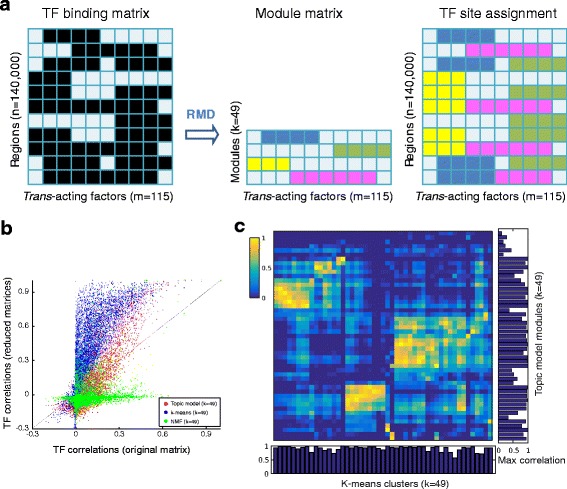 a
TF binding matrix
Module matrix
TF site assignment
Regions (n=140,000)
RMD
Modules (k=49)
Regions (n=140,000)
Trans-acting factors (m=115)
Trans-acting factors (m=115)
Trans-acting factors (m=115)
b
c
TF correlations (reduced matrices)
0.9
0.6
0.3
0
-0.3
-0.3
0
0.3
0.6
0.9
TF correlations (original matrix)
Topic model (k=49)
k-means (k=49)
NMF (k=49)
1
0.5
0
Topic model modules (k=49)
0
1
Max correlation
1
0
K-means clusters (k=49)